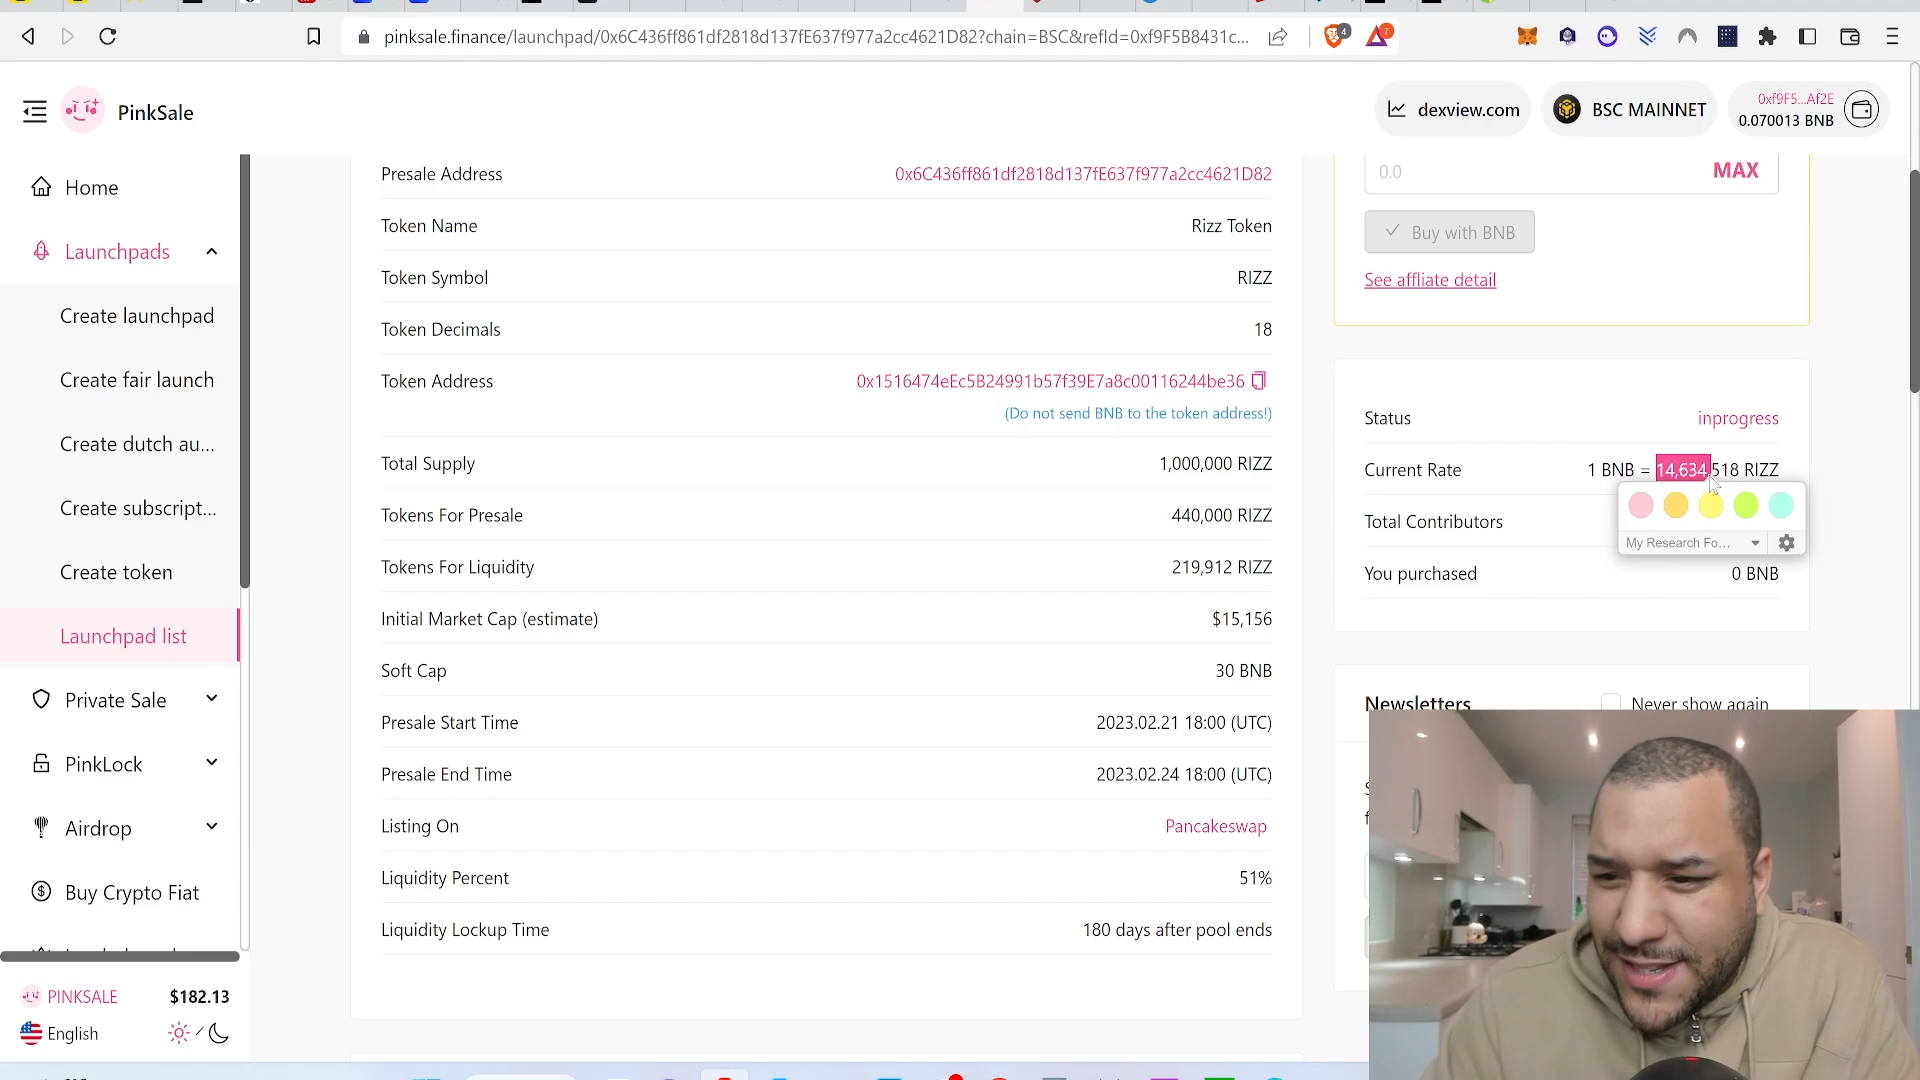 pinksale.finance/launchpad/0x6C436ff861df2818d137fE637f977a2cc4621D82?chain=BSC&refId=0xf9F5B8431c...
4
7
PinkSale
dexview.com
BSC MAINNET
0xf9F5...Af2E
0.070013 BNB
Home
Launchpads
Create launchpad
Create fair launch
Create dutch au...
Create subscript...
Create token
Launchpad list
Private Sale
PinkLock
Airdrop
Buy Crypto Fiat
PINKSALE $182.13
English
/
Presale Address 0x6C436ff861df2818d137fE637f977a2cc4621D82
Token Name Rizz Token
Token Symbol RIZZ
Token Decimals 18
Token Address 0x1516474eEc5B24991b57f39E7a8c00116244be36
(Do not send BNB to the token address!)
Total Supply 1,000,000 RIZZ
Tokens For Presale 440,000 RIZZ
Tokens For Liquidity 219,912 RIZZ
Initial Market Cap (estimate) $15,156
Soft Cap 30 BNB
Presale Start Time 2023.02.21 18:00 (UTC)
Presale End Time 2023.02.24 18:00 (UTC)
Listing On Pancakeswap
Liquidity Percent 51%
Liquidity Lockup Time 180 days after pool ends
0.0 MAX
Buy with BNB
See affliate detail
Status inprogress
Current Rate 1 BNB = 14,634.518 RIZZ
Total Contributors
My Research Fo...
You purchased 0 BNB
Newsletters Never show again